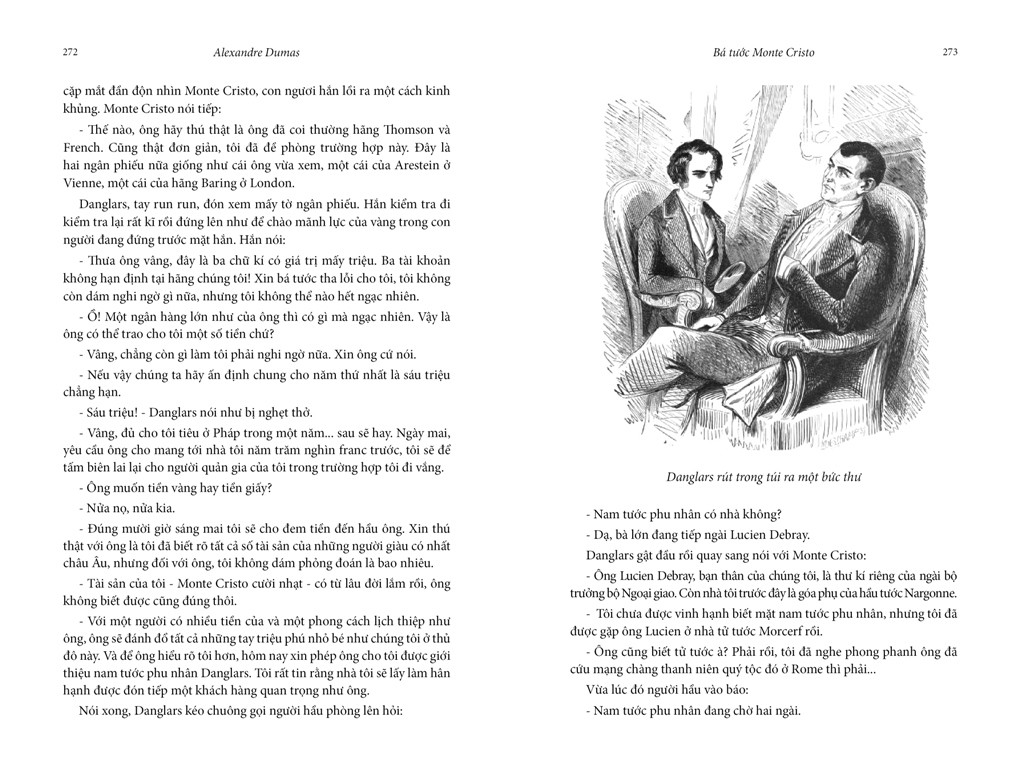 272
Alexandre Dumas
cặp mắt đần độn nhìn Monte Cristo, con ngươi hắn lồi ra một cách kinh
khủng. Monte Cristo nói tiếp:
- Thế nào, ông hãy thú thật là ông đã coi thường hãng Thomson và
French. Cũng thật đơn giản, tôi đã đề phòng trường hợp này. Đây là
hai ngân phiếu nữa giống như cái ông vừa xem, một cái của Arestein ở
Vienne, một cái của hãng Baring ở London.
Danglars, tay run run, đón xem mấy tờ ngân phiếu. Hắn kiểm tra đi
kiểm tra lại rất kĩ rồi đứng lên như để chào mãnh lực của vàng trong con
người đang đứng trước mặt hắn. Hắn nói:
- Thưa ông vâng, đây là ba chữ kí có giá trị mấy triệu. Ba tài khoản
không hạn định tại hãng chúng tôi! Xin bá tước tha lỗi cho tôi, tôi không
còn dám nghi ngờ gì nữa, nhưng tôi không thể nào hết ngạc nhiên.
- Ồ! Một ngân hàng lớn như của ông thì có gì mà ngạc nhiên. Vậy là
ông có thể trao cho tôi một số tiền chứ?
- Vâng, chẳng còn gì làm tôi phải nghi ngờ nữa. Xin ông cứ nói.
- Nếu vậy chúng ta hãy ấn định chung cho năm thứ nhất là sáu triệu
chẳng hạn.
- Sáu triệu! - Danglars nói như bị nghẹt thở.
- Vâng, đủ cho tôi tiêu ở Pháp trong một năm... sau sẽ hay. Ngày mai,
yêu cầu ông cho mang tới nhà tôi năm trăm nghìn franc trước, tôi sẽ để
tấm biên lai lại cho người quản gia của tôi trong trường hợp tôi đi vắng.
- Ông muốn tiền vàng hay tiền giấy?
- Nửa nọ, nửa kia.
- Đúng mười giờ sáng mai tôi sẽ cho đem tiền đến hầu ông. Xin thú
thật với ông là tôi đã biết rõ tất cả số tài sản của những người giàu có nhất
châu Âu, nhưng đối với ông, tôi không dám phỏng đoán là bao nhiêu.
- Tài sản của tôi - Monte Cristo cười nhạt - có từ lâu đời lắm rồi, ông
không biết được cũng đúng thôi.
- Với một người có nhiều tiền của và một phong cách lịch thiệp như
ông, ông sẽ đánh đổ tất cả những tay triệu phú nhỏ bé như chúng tôi ở thủ
đô này. Và để ông hiểu rõ tôi hơn, hôm nay xin phép ông cho tôi được giới
thiệu nam tước phu nhân Danglars. Tôi rất tin rằng nhà tôi sẽ lấy làm hân
hạnh được đón tiếp một khách hàng quan trọng như ông.
Nói xong, Danglars kéo chuông gọi người hầu phòng lên hỏi:
Bá tước Monte Cristo
273
Danglars rút trong túi ra một bức thư
- Nam tước phu nhân có nhà không?
- Dạ, bà lớn đang tiếp ngài Lucien Debray.
Danglars gật đầu rồi quay sang nói với Monte Cristo:
- Ông Lucien Debray, bạn thân của chúng tôi, là thư kí riêng của ngài bộ
trưởng bộ Ngoại giao. Còn nhà tôi trước đây là góa phụ của hầu tước Nargonne.
- Tôi chưa được vinh hạnh biết mặt nam tước phu nhân, nhưng tôi đã
được gặp ông Lucien ở nhà tử tước Morcerf rồi.
- Ông cũng biết tử tước à? Phải rồi, tôi đã nghe phong phanh ông đã
cứu mạng chàng thanh niên quý tộc đó ở Rome thì phải...
Vừa lúc đó người hầu vào báo:
- Nam tước phu nhân đang chờ hai ngài.